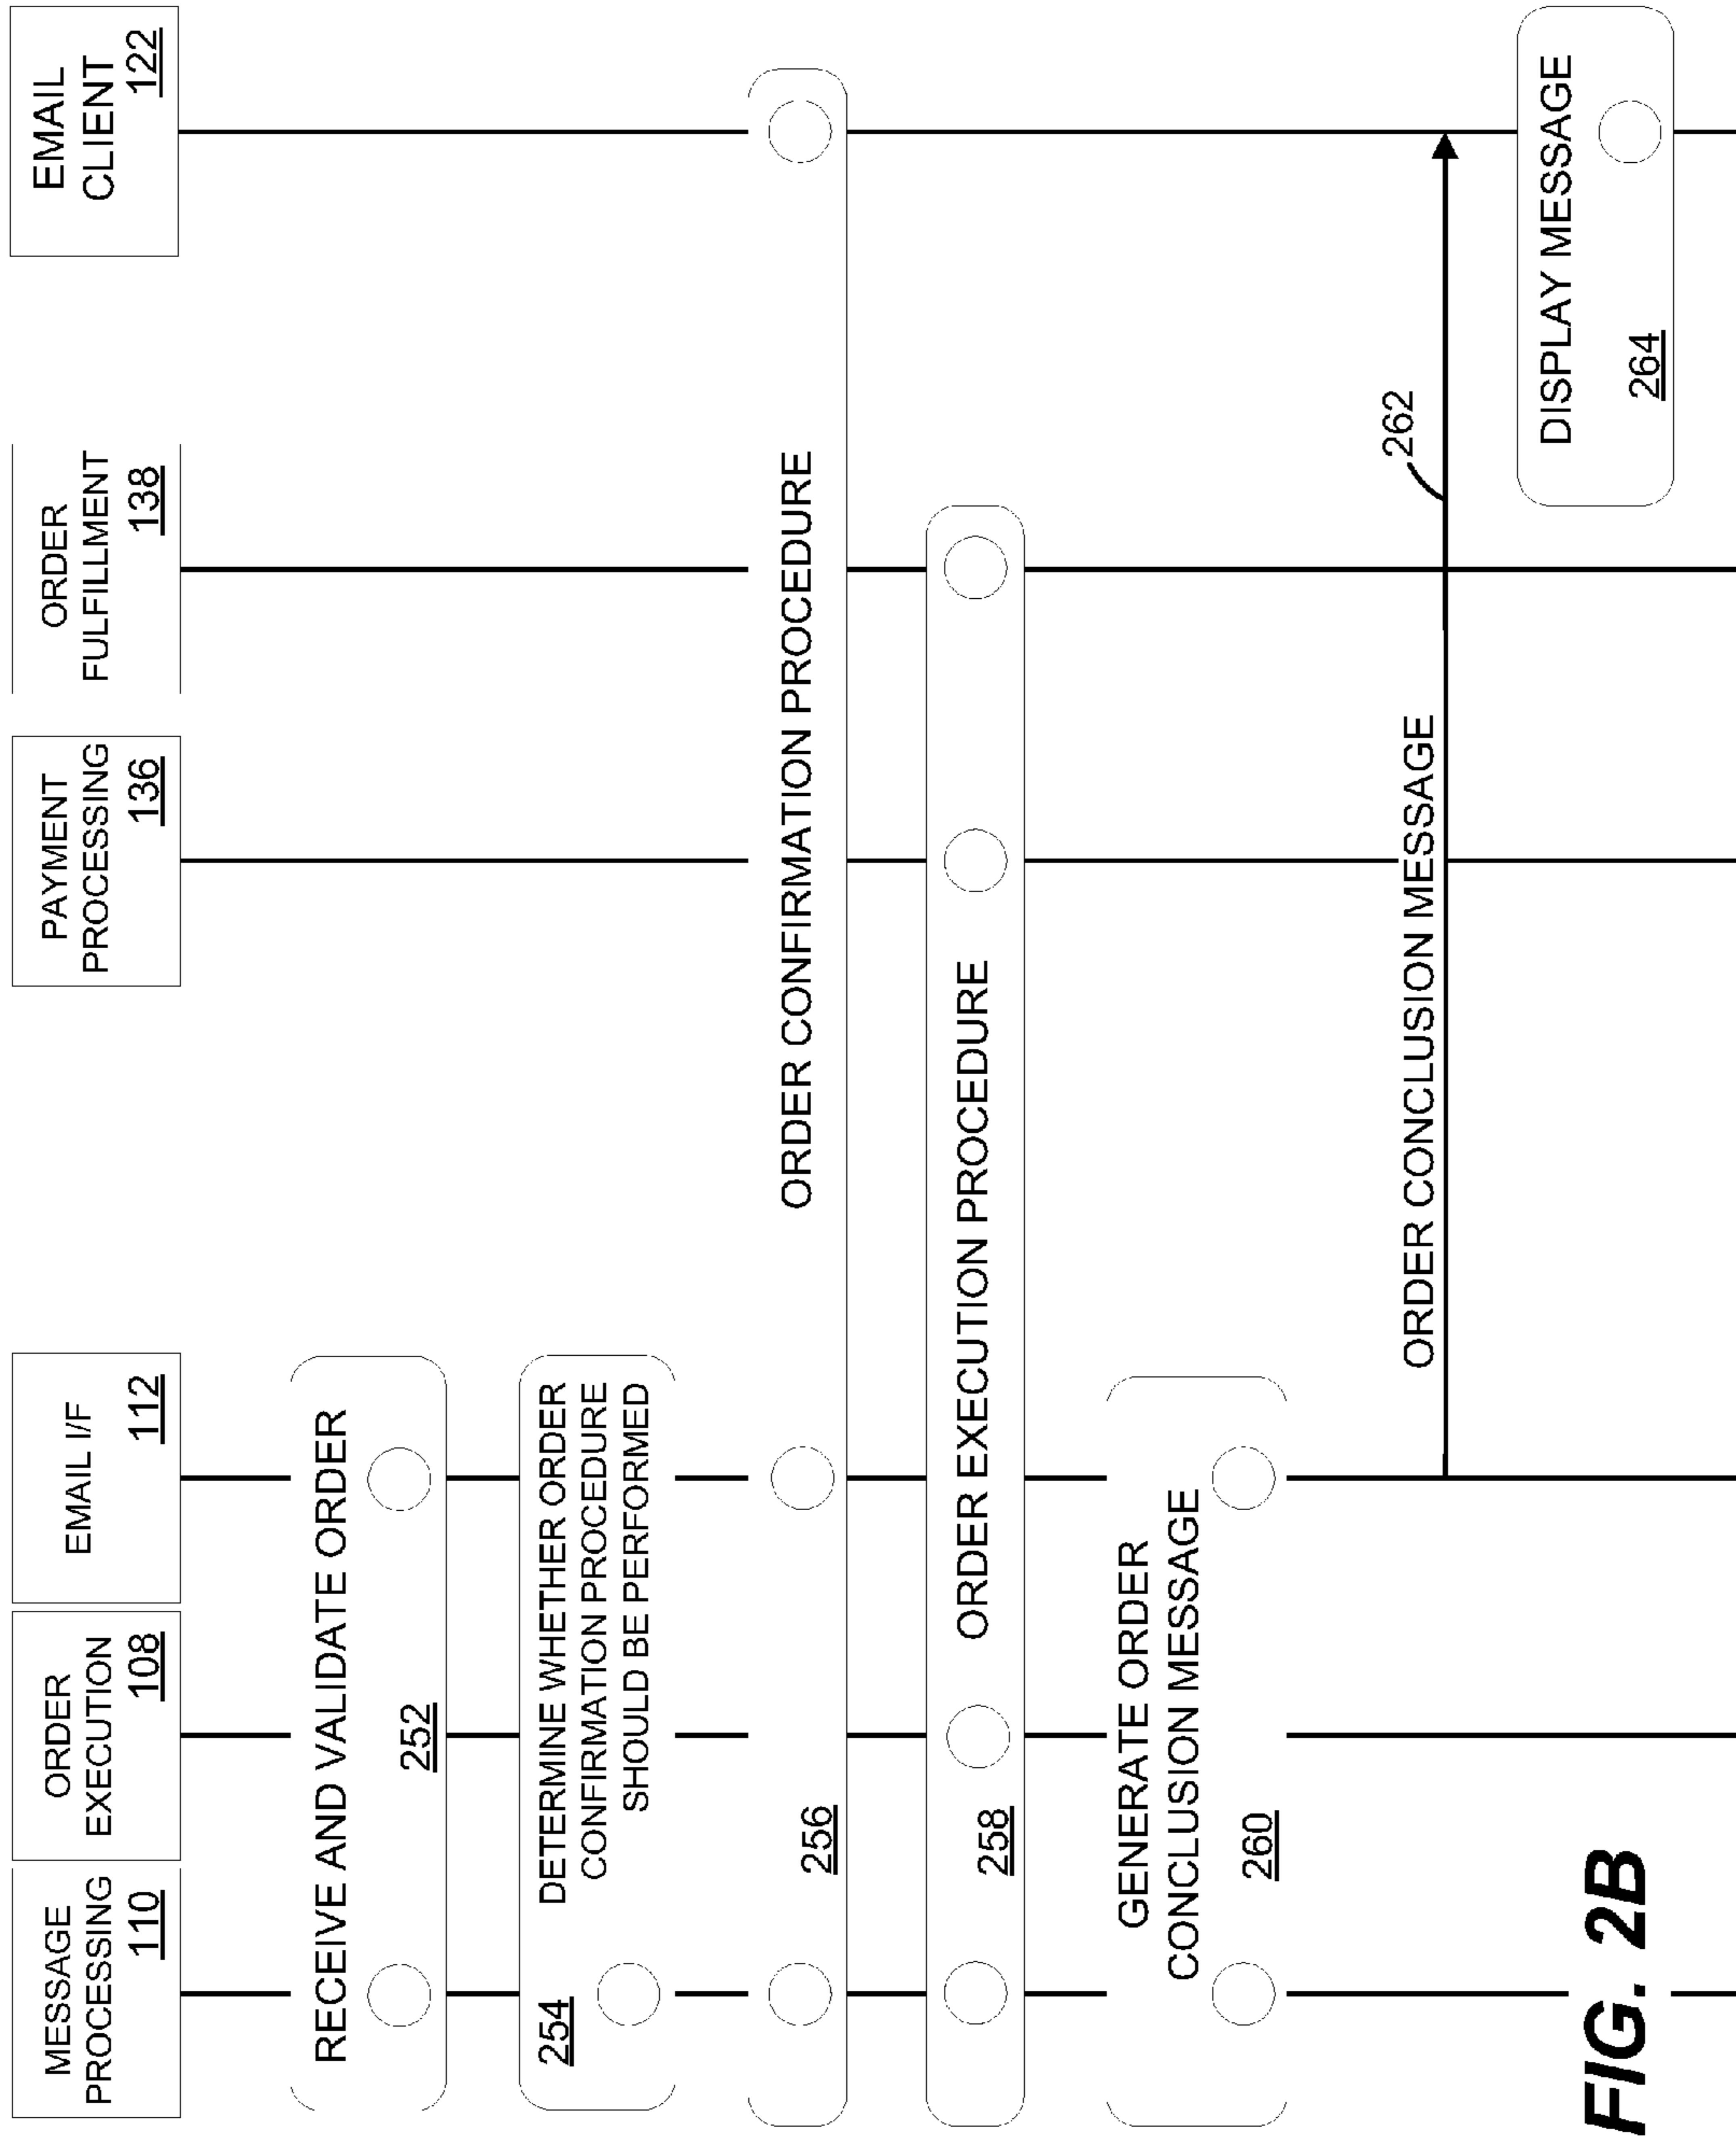 MESSAGE
PROCESSING
110
ORDER
EXECUTION
108
EMAIL I/F
112
PAYMENT
PROCESSING
136
ORDER
FULFILLMENT
138
EMAIL
CLIENT
122
RECEIVE AND VALIDATE ORDER
252
254
DETERMINE WHETHER ORDER
CONFIRMATION PROCEDURE
SHOULD BE PERFORMED
ORDER CONFIRMATION PROCEDURE
256
ORDER EXECUTION PROCEDURE
258
GENERATE ORDER
CONCLUSION MESSAGE
260
ORDER CONCLUSION MESSAGE
262
DISPLAY MESSAGE
264
FIG. 2B